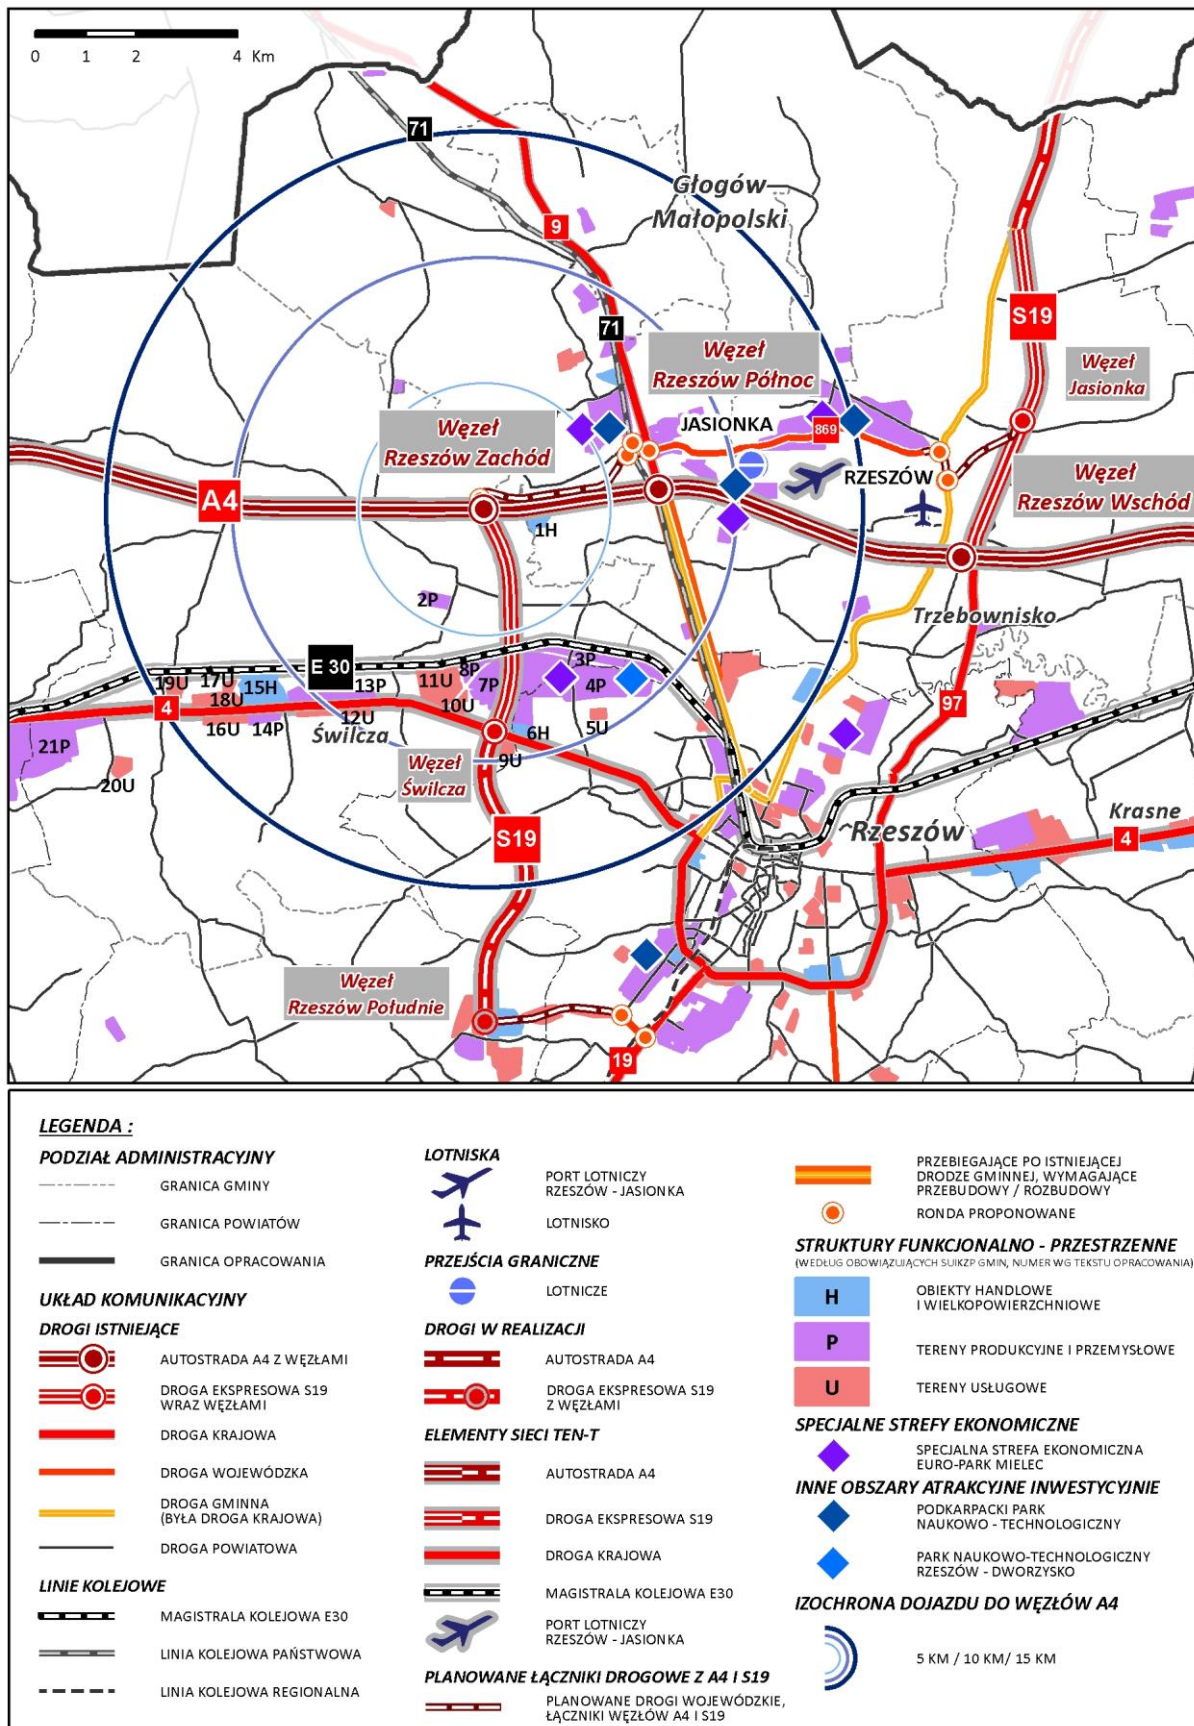 0 1 2 4 Km
71
Głogów
Małopolski
9
71
S19
Węzeł
Rzeszów Północ
Węzeł
Jasionka
Węzeł
Rzeszów Zachód
JASIONKA
869
RZESZÓW
Węzeł
Rzeszów Wschód
A4
1H
2P
Trzebownisko
E 30
19U
17U
15H
18U
13P
11U
8P
7P
3P
4P
10U
97
4
16U
14P
12U
Świlcza
6H
5U
21P
20U
9U
Węzeł
Świlcza
S19
Rzeszów
Krasne
4
Węzeł
Rzeszów Południe
19
LEGENDA :
PODZIAŁ ADMINISTRACYJNY
GRANICA GMINY
GRANICA POWIATÓW
GRANICA OPRACOWANIA
UKŁAD KOMUNIKACYJNY
DROGI ISTNIEJĄCE
AUTOSTRADA A4 Z WĘZŁAMI
DROGA EKSPRESOWA S19
WRAZ WĘZŁAMI
DROGA KRAJOWA
DROGA WOJEWÓDZKA
DROGA GMINNA
(BYŁA DROGA KRAJOWA)
DROGA POWIATOWA
LINIE KOLEJOWE
MAGISTRALA KOLEJOWA E30
LINIA KOLEJOWA PAŃSTWOWA
LINIA KOLEJOWA REGIONALNA
LOTNISKA
PORT LOTNICZY
RZESZÓW - JASIONKA
LOTNISKO
PRZEJŚCIA GRANICZNE
LOTNICZE
DROGI W REALIZACJI
AUTOSTRADA A4
DROGA EKSPRESOWA S19
Z WĘZŁAMI
ELEMENTY SIECI TEN-T
AUTOSTRADA A4
DROGA EKSPRESOWA S19
DROGA KRAJOWA
MAGISTRALA KOLEJOWA E30
PORT LOTNICZY
RZESZÓW - JASIONKA
PLANOWANE ŁĄCZNIKI DROGOWE Z A4 I S19
PLANOWANE DROGI WOJEWÓDZKIE,
ŁĄCZNIKI WĘZŁÓW A4 I S19
PRZEBIEGAJĄCE PO ISTNIEJĄCEJ
DRODZE GMINNEJ, WYMAGAJĄCE
PRZEBUDOWY / ROZBUDOWY
RONDA PROPONOWANE
STRUKTURY FUNKCJONALNO - PRZESTRZENNE
(WEDŁUG OBOWIĄZUJĄCYCH SUIKZP GMIN, NUMER WG TEKSTU OPRACOWANIA)
H
OBIEKTY HANDLOWE
I WIELKOPOWIERZCHNIOWE
P
TERENY PRODUKCYJNE I PRZEMYSŁOWE
U
TERENY USŁUGOWE
SPECJALNE STREFY EKONOMICZNE
SPECJALNA STREFA EKONOMICZNA
EURO-PARK MIELEC
INNE OBSZARY ATRAKCYJNE INWESTYCYJNIE
PODKARPACKI PARK
NAUKOWO - TECHNOLOGICZNY
PARK NAUKOWO-TECHNOLOGICZNY
RZESZÓW - DWORZYSKO
IZOCHRONA DOJAZDU DO WĘZŁÓW A4
5 KM / 10 KM/ 15 KM